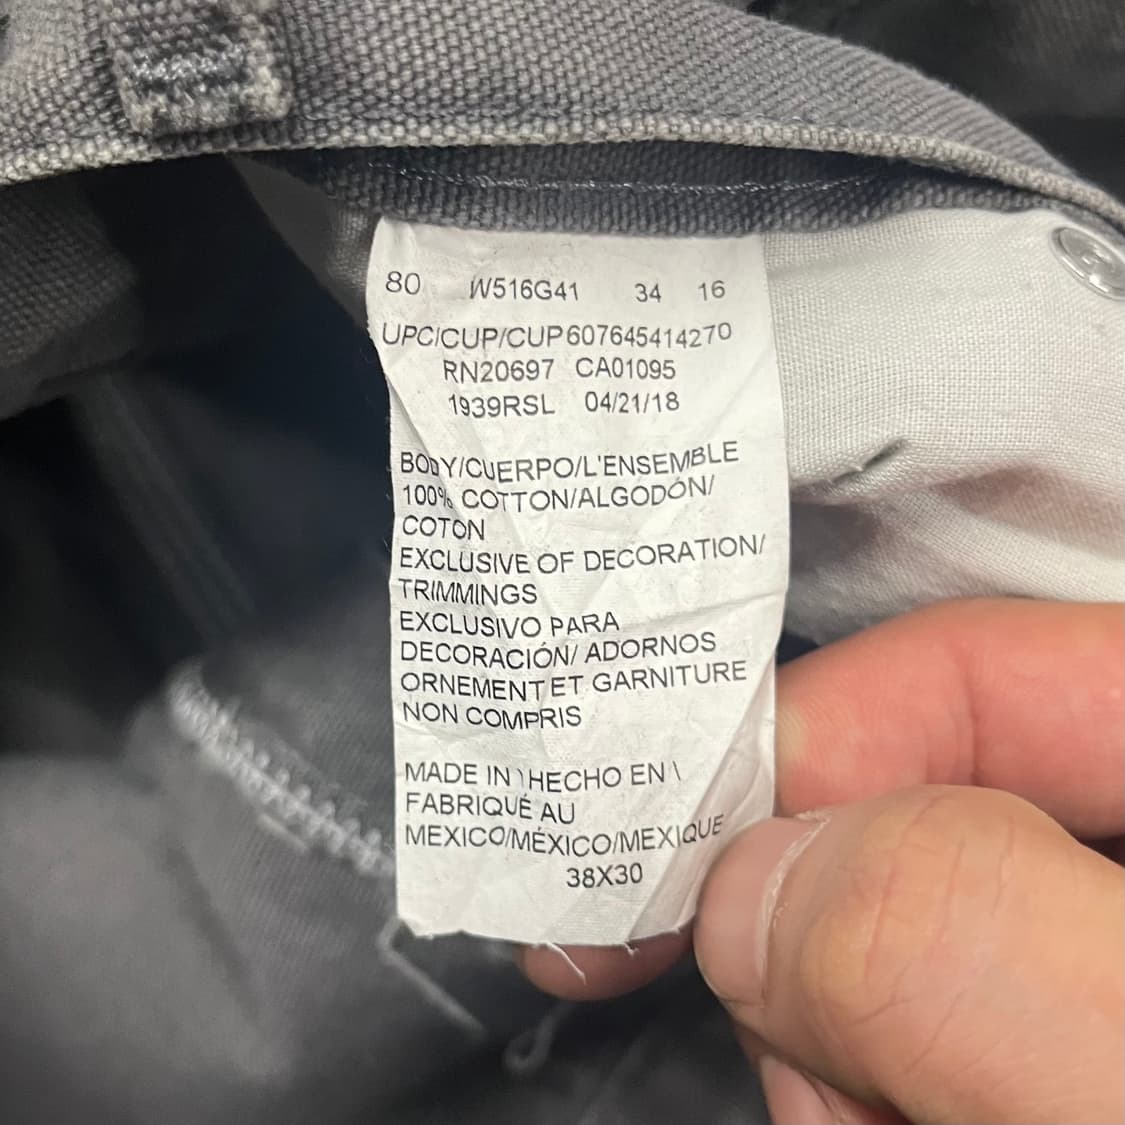 80 W516G41 34 16
UPC/CUP/CUP 607645414270
RN20697 CA01095
1939RSL 04/21/18
BODY/CUERPO/L'ENSEMBLE
100% COTTON/ALGODÓN/
COTON
EXCLUSIVE OF DECORATION/
TRIMMINGS
EXCLUSIVO PARA
DECORACIÓN/ ADORNOS
ORNEMENT ET GARNITURE
NON COMPRIS
MADE IN \ HECHO EN \
FABRIQUÉ AU
MEXICO/MÉXICO/MEXIQUE
38X30